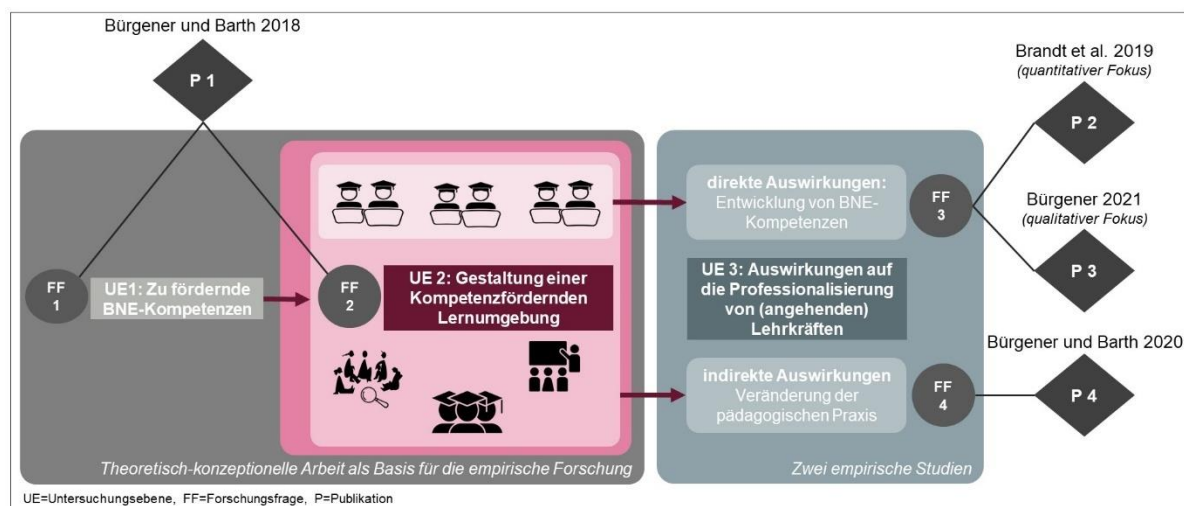 Bürgener und Barth 2018
P 1
Brandt et al. 2019
(quantitativer Fokus)
P 2
FF
1
UE1: Zu fördernde
BNE-Kompetenzen
FF
2
UE 2: Gestaltung einer
Kompetenzfördernden
Lernumgebung
direkte Auswirkungen:
Entwicklung von BNE-
Kompetenzen
FF
3
Bürgener 2021
(qualitativer Fokus)
P 3
UE 3: Auswirkungen auf
die Professionalisierung
von (angehenden)
Lehrkräften
indirekte Auswirkungen
Veränderung der
pädagogischen Praxis
FF
4
Bürgener und Barth 2020
P 4
Theoretisch-konzeptionelle Arbeit als Basis für die empirische Forschung
Zwei empirische Studien
UE=Untersuchungsebene, FF=Forschungsfrage, P=Publikation